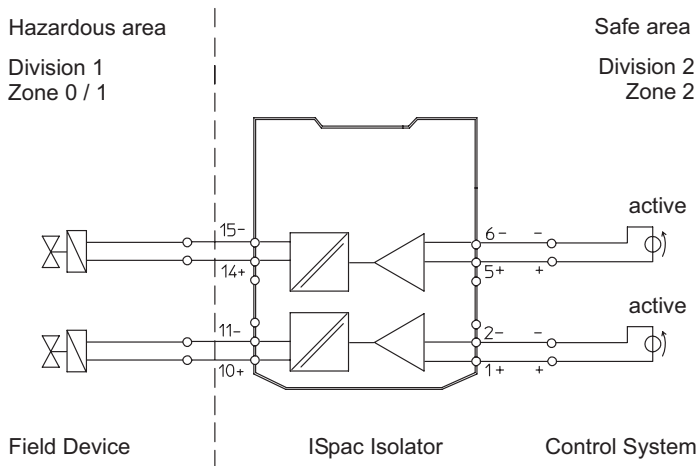 Hazardous area
Safe area
Division 1
Zone 0 / 1
Division 2
Zone 2
active
15-
6-
-
14+
5+
+
active
11-
2-
-
10+
1+
+
Field Device
ISpac Isolator
Control System